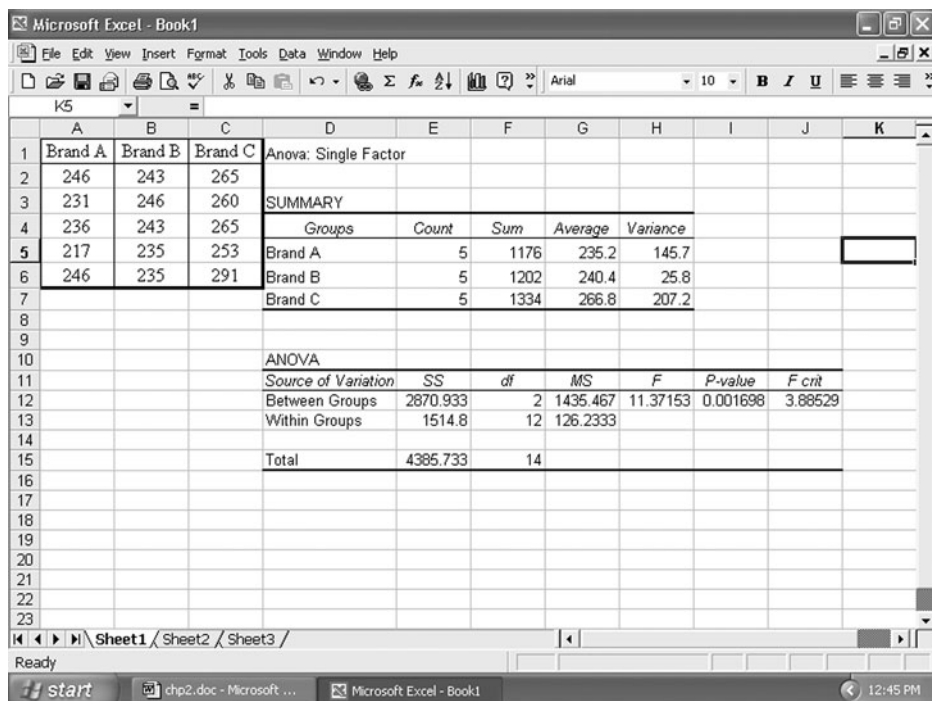 Microsoft Excel - Book1
File Edit View Insert Format Tools Data Window Help
Arial 10 B I U
K5 =
A B C D E F G H I J K
1 Brand A Brand B Brand C Anova: Single Factor
2 246 243 265
3 231 246 260 SUMMARY
4 236 243 265 Groups Count Sum Average Variance
5 217 235 253 Brand A 5 1176 235.2 145.7
6 246 235 291 Brand B 5 1202 240.4 25.8
7 Brand C 5 1334 266.8 207.2
8
9
10 ANOVA
11 Source of Variation SS df MS F P-value F crit
12 Between Groups 2870.933 2 1435.467 11.37153 0.001698 3.88529
13 Within Groups 1514.8 12 126.2333
14
15 Total 4385.733 14
16
17
18
19
20
21
22
23
Sheet1 / Sheet2 / Sheet3 /
Ready
start chp2.doc - Microsoft ... Microsoft Excel - Book1 12:45 PM